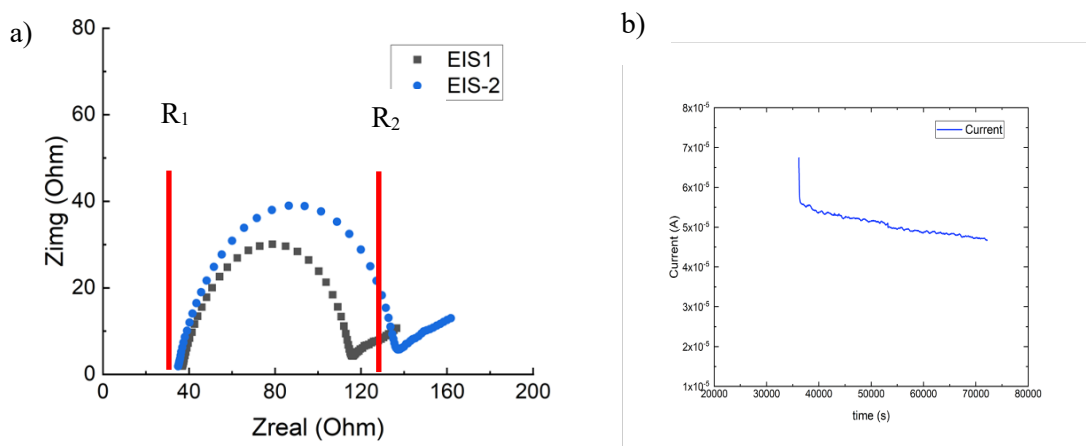 a)
80
60
40
20
0
Zimg (Ohm)
EIS1
EIS-2
R₁
R₂
0
40
80
120
160
200
Zreal (Ohm)
b)
8x10⁻⁵
7x10⁻⁵
6x10⁻⁵
5x10⁻⁵
4x10⁻⁵
3x10⁻⁵
2x10⁻⁵
1x10⁻⁵
Current (A)
Current
20000
30000
40000
50000
60000
70000
80000
time (s)